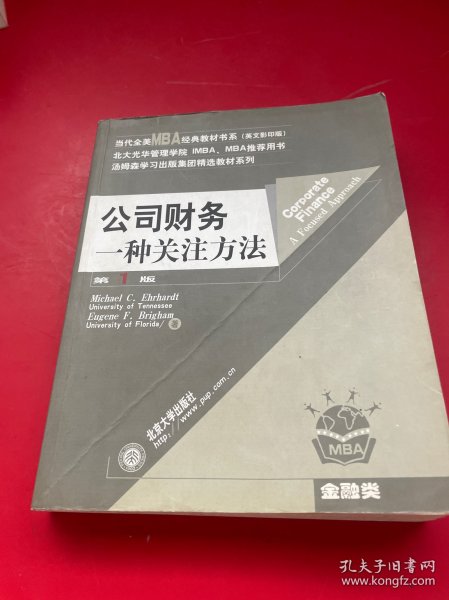 当代全美MBA经典教材书系(英文影印版)
北大光华管理学院 IMBA、MBA推荐用书
汤姆森学习出版集团精选教材系列
公司财务
一种关注方法
Corporate
Finance
A Focused Approach
第1版
Michael C. Ehrhardt
University of Tennessee
Eugene F. Brigham
University of Florida/著
北京大学出版社
http://www.pup.com.cn
MBA
金融类
孔夫子旧书网
www.kongfz.com